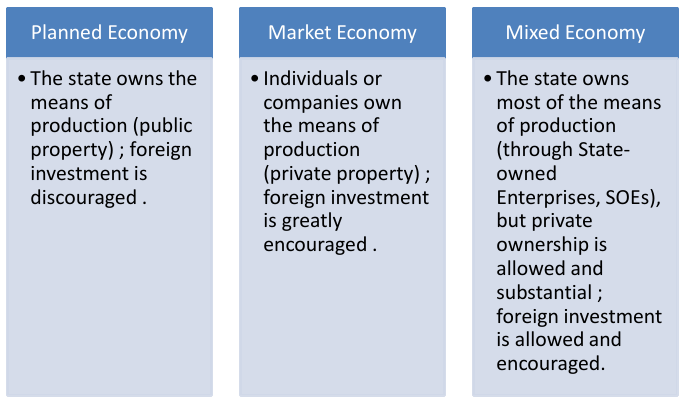 Planned Economy
• The state owns the
means of
production (public
property) ; foreign
investment is
discouraged .
Market Economy
• Individuals or
companies own
the means of
production
(private property) ;
foreign investment
is greatly
encouraged .
Mixed Economy
• The state owns
most of the means
of production
(through State-
owned
Enterprises, SOEs),
but private
ownership is
allowed and
substantial ;
foreign investment
is allowed and
encouraged.